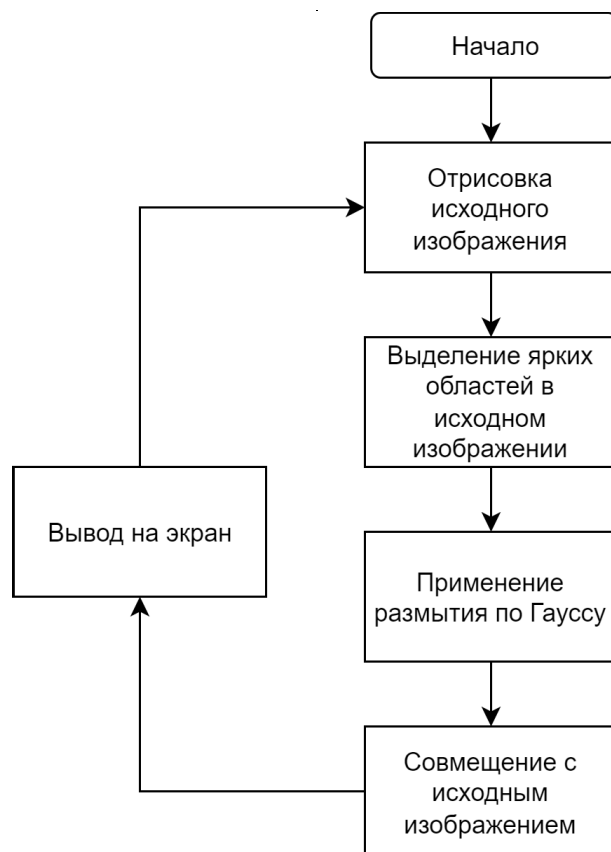 Начало
Отрисовка
исходного
изображения
Выделение ярких
областей в
исходном
изображении
Вывод на экран
Применение
размытия по Гауссу
Совмещение с
исходным
изображением